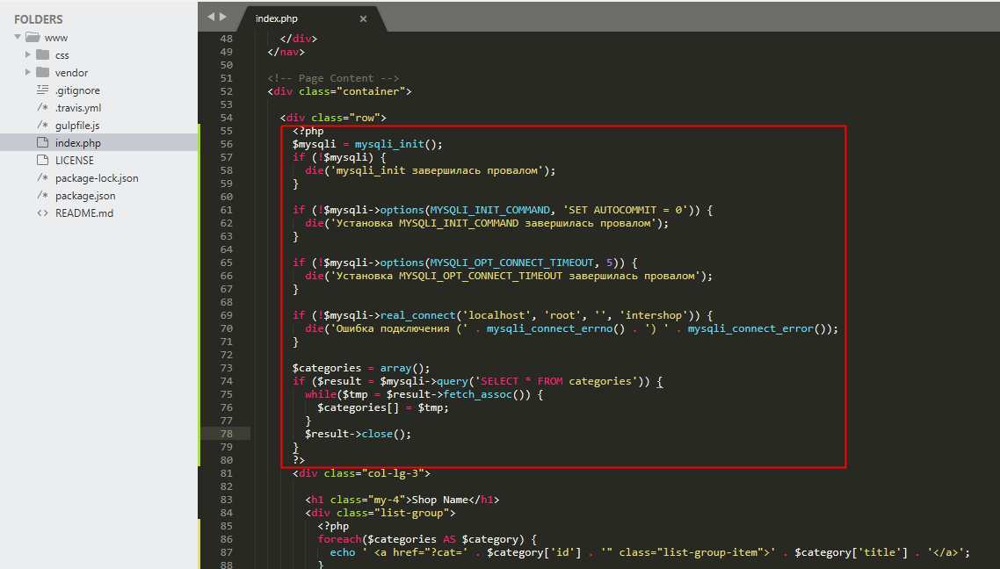 FOLDERS
www
css
vendor
.gitignore
.travis.yml
gulpfile.js
index.php
LICENSE
package-lock.json
package.json
README.md
index.php
48 </div>
49 </nav>
50
51 <!-- Page Content -->
52 <div class="container">
53
54 <div class="row">
55 <?php
56 $mysqli = mysqli_init();
57 if (!$mysqli) {
58 die('mysqli_init завершилась провалом');
59 }
60
61 if (!$mysqli->options(MYSQLI_INIT_COMMAND, 'SET AUTOCOMMIT = 0')) {
62 die('Установка MYSQLI_INIT_COMMAND завершилась провалом');
63 }
64
65 if (!$mysqli->options(MYSQLI_OPT_CONNECT_TIMEOUT, 5)) {
66 die('Установка MYSQLI_OPT_CONNECT_TIMEOUT завершилась провалом');
67 }
68
69 if (!$mysqli->real_connect('localhost', 'root', '', 'intershop')) {
70 die('Ошибка подключения (' . mysqli_connect_errno() . ') ' . mysqli_connect_error());
71 }
72
73 $categories = array();
74 if ($result = $mysqli->query('SELECT * FROM categories')) {
75 while($tmp = $result->fetch_assoc()) {
76 $categories[] = $tmp;
77 }
78 $result->close();
79 }
80 ?>
81 <div class="col-lg-3">
82
83 <h1 class="my-4">Shop Name</h1>
84 <div class="list-group">
85 <?php
86 foreach($categories AS $category) {
87 echo ' <a href="?cat=' . $category['id'] . '" class="list-group-item">' . $category['title'] . '</a>';
88 }